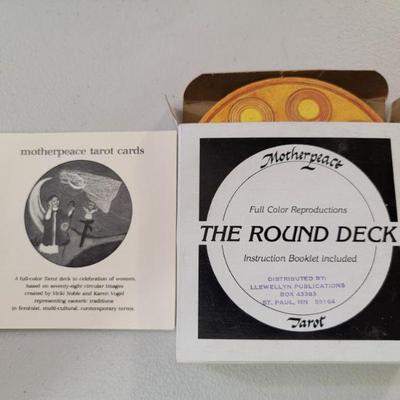 motherpeace tarot cards
A full-color Tarot deck in celebration of women,
based on seventy-eight circular images
created by Vicki Noble and Karen Vogel
representing esoteric traditions
in feminist, multi-cultural, contemporary terms.
Motherpeace
Full Color Reproductions
THE ROUND DECK
Instruction Booklet included
DISTRIBUTED BY:
LLEWELLYN PUBLICATIONS
BOX 43383
ST. PAUL, MN 55164
Tarot